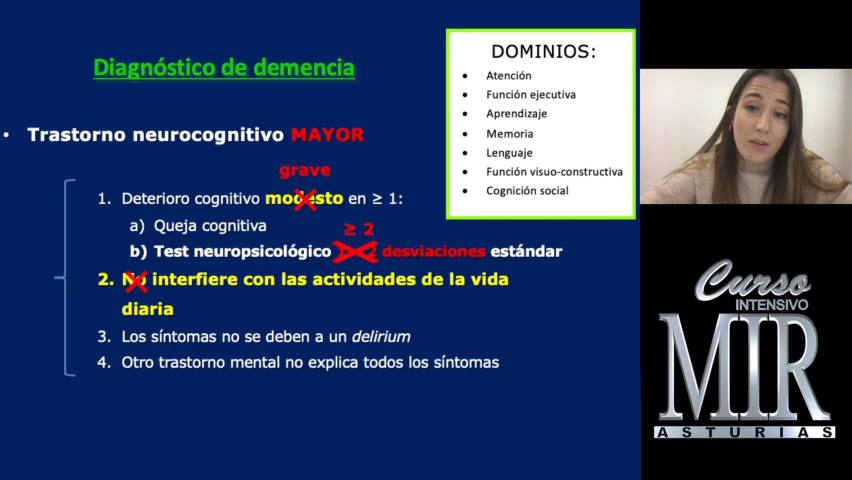 Diagnóstico de demencia
DOMINIOS:
• Atención
• Función ejecutiva
• Aprendizaje
• Memoria
• Lenguaje
• Función visuo-constructiva
• Cognición social
• Trastorno neurocognitivo MAYOR
grave
1. Deterioro cognitivo modesto en ≥ 1:
a) Queja cognitiva
≥ 2
b) Test neuropsicológico 2 desviaciones estándar
2. No interfiere con las actividades de la vida
diaria
3. Los síntomas no se deben a un delirium
4. Otro trastorno mental no explica todos los síntomas
Curso
INTENSIVO
MIR
ASTURIAS